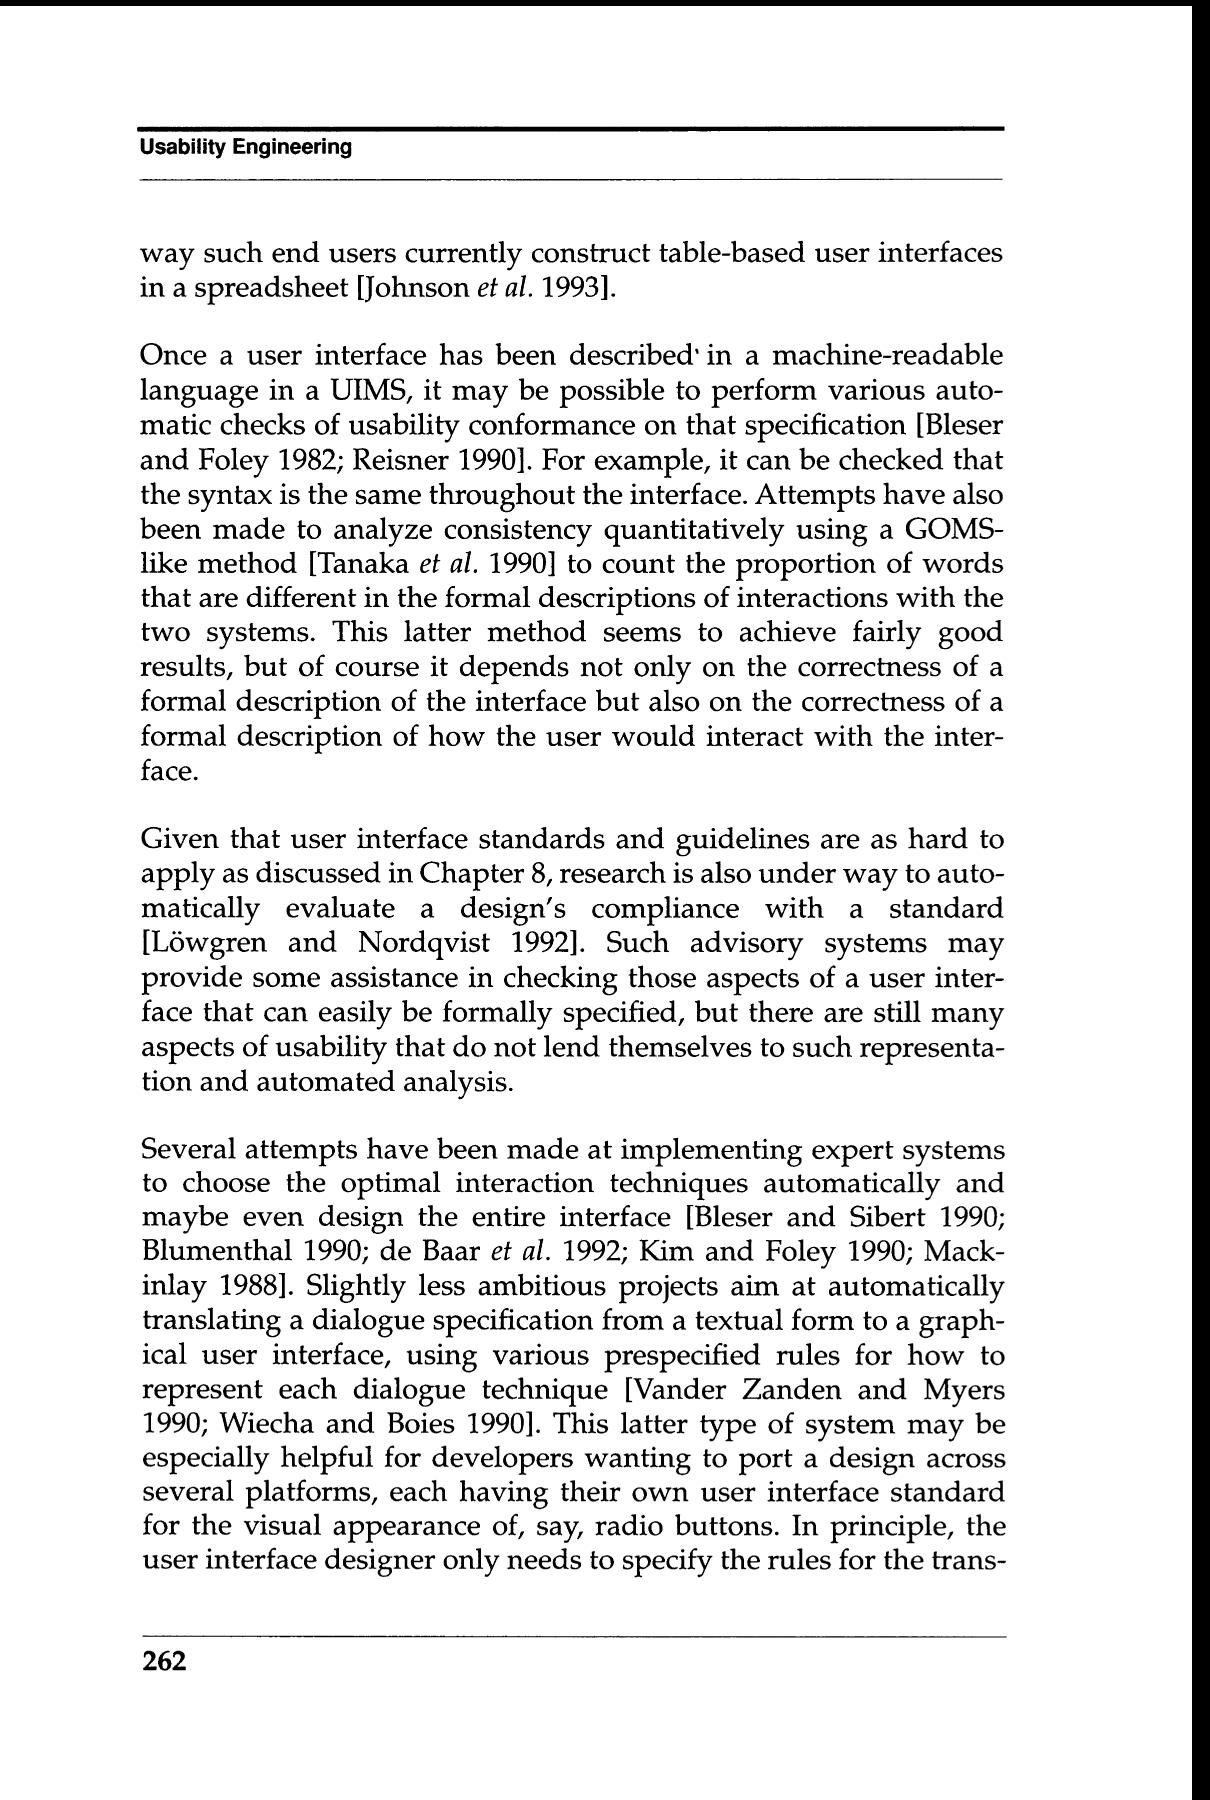 Usability Engineering
way such end users currently construct table-based user interfaces
in a spreadsheet [Johnson et al. 1993].
Once a user interface has been described' in a machine-readable
language in a UIMS, it may be possible to perform various auto-
matic checks of usability conformance on that specification [Bleser
and Foley 1982; Reisner 1990]. For example, it can be checked that
the syntax is the same throughout the interface. Attempts have also
been made to analyze consistency quantitatively using a GOMS-
like method [Tanaka et al. 1990] to count the proportion of words
that are different in the formal descriptions of interactions with the
two systems. This latter method seems to achieve fairly good
results, but of course it depends not only on the correctness of a
formal description of the interface but also on the correctness of a
formal description of how the user would interact with the inter-
face.
Given that user interface standards and guidelines are as hard to
apply as discussed in Chapter 8, research is also under way to auto-
matically evaluate a design's compliance with a standard
[Löwgren and Nordqvist 1992]. Such advisory systems may
provide some assistance in checking those aspects of a user inter-
face that can easily be formally specified, but there are still many
aspects of usability that do not lend themselves to such representa-
tion and automated analysis.
Several attempts have been made at implementing expert systems
to choose the optimal interaction techniques automatically and
maybe even design the entire interface [Bleser and Sibert 1990;
Blumenthal 1990; de Baar et al. 1992; Kim and Foley 1990; Mack-
inlay 1988]. Slightly less ambitious projects aim at automatically
translating a dialogue specification from a textual form to a graph-
ical user interface, using various prespecified rules for how to
represent each dialogue technique [Vander Zanden and Myers
1990; Wiecha and Boies 1990]. This latter type of system may be
especially helpful for developers wanting to port a design across
several platforms, each having their own user interface standard
for the visual appearance of, say, radio buttons. In principle, the
user interface designer only needs to specify the rules for the trans-
262